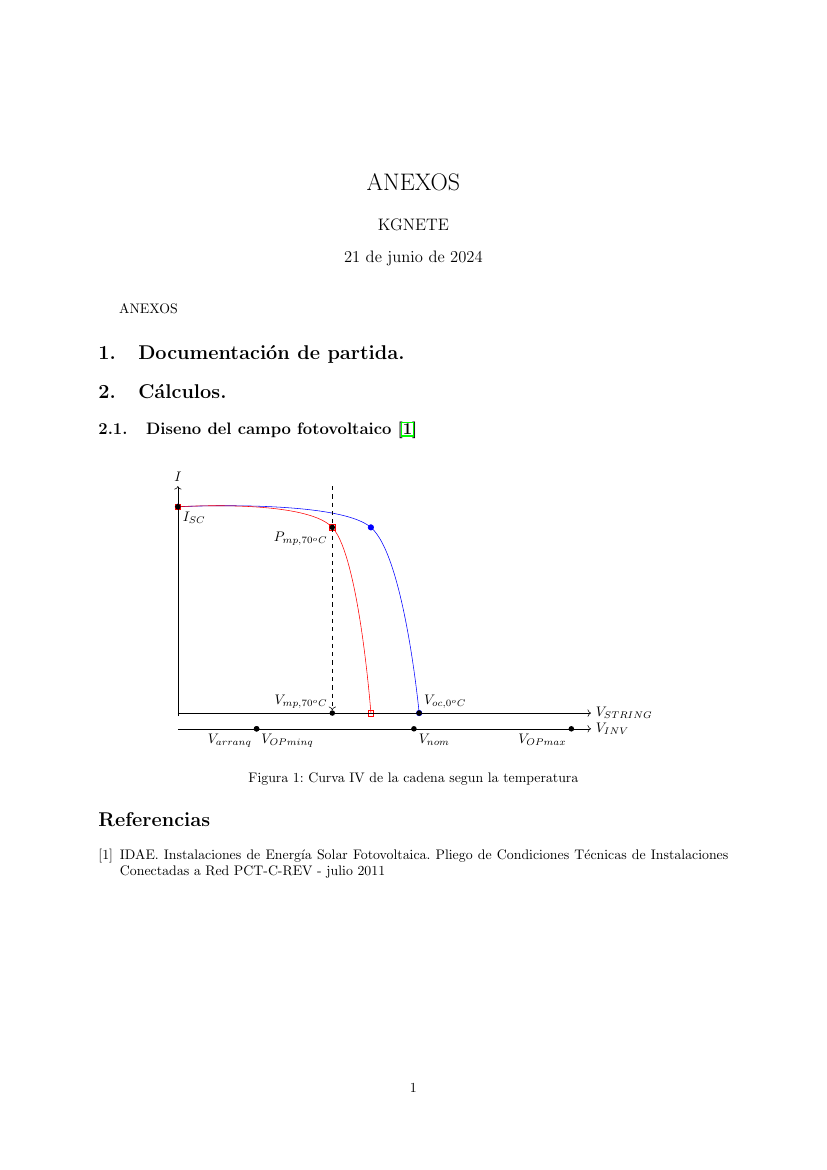 ANEXOS
KGNETE
21 de junio de 2024
ANEXOS
1. Documentación de partida.
2. Cálculos.
2.1. Diseno del campo fotovoltaico [1]
I
I_{SC}
P_{mp,70^oC}
V_{mp,70^oC}
V_{oc,0^oC}
V_{STRING}
V_{INV}
V_{arranq}
V_{OPminq}
V_{nom}
V_{OPmax}
Figura 1: Curva IV de la cadena segun la temperatura
Referencias
[1] IDAE. Instalaciones de Energía Solar Fotovoltaica. Pliego de Condiciones Técnicas de Instalaciones
Conectadas a Red PCT-C-REV - julio 2011
1